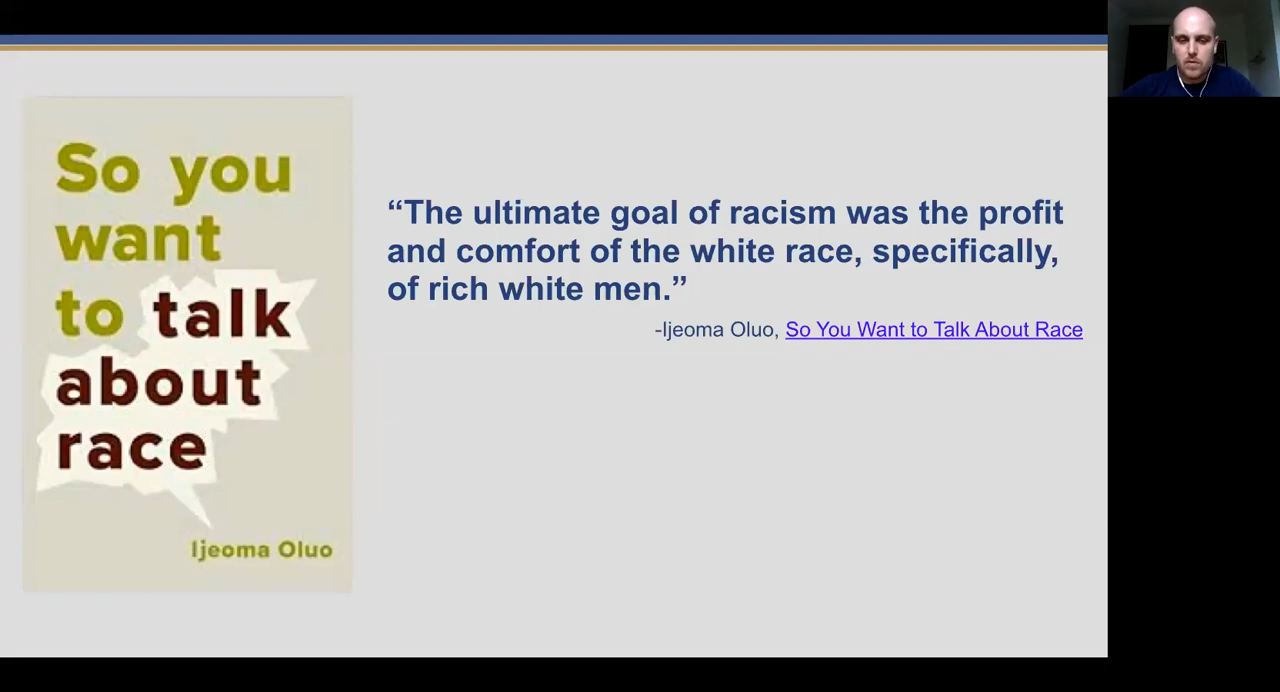 So you
want
to talk
about
race
Ijeoma Oluo
“The ultimate goal of racism was the profit
and comfort of the white race, specifically,
of rich white men.”
-Ijeoma Oluo, So You Want to Talk About Race